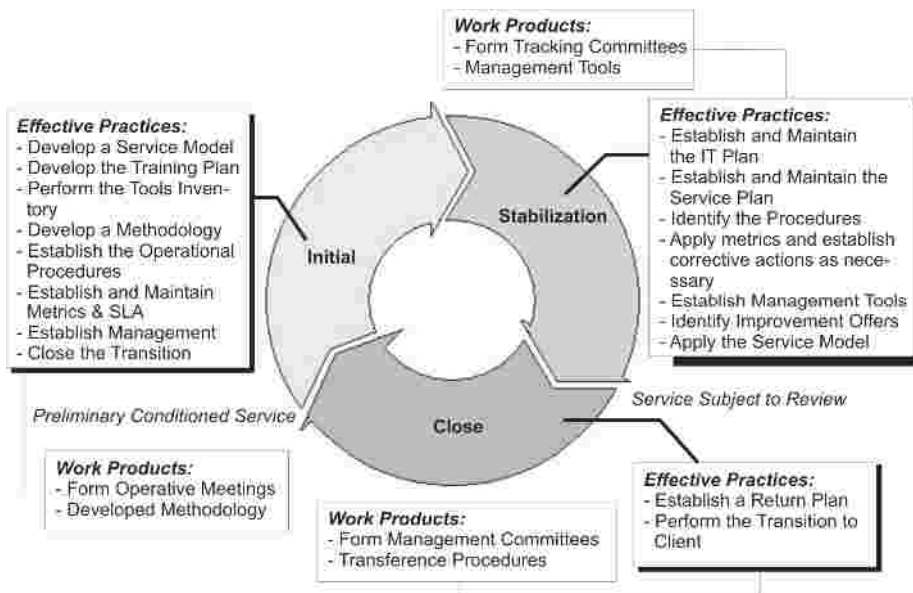 Work Products:
- Form Tracking Committees
- Management Tools
Effective Practices:
- Develop a Service Model
- Develop the Training Plan
- Perform the Tools Inven-
tory
- Develop a Methodology
- Establish the Operational
Procedures
- Establish and Maintain
Metrics & SLA
- Establish Management
- Close the Transition
Initial
Stabilization
Effective Practices:
- Establish and Maintain
the IT Plan
- Establish and Maintain the
Service Plan
- Identify the Procedures
- Apply metrics and establish
corrective actions as nece-
ssary
- Establish Management Tools
- Identify Improvement Offers
- Apply the Service Model
Preliminary Conditioned Service
Close
Service Subject to Review
Work Products:
- Form Operative Meetings
- Developed Methodology
Work Products:
- Form Management Committees
- Transference Procedures
Effective Practices:
- Establish a Return Plan
- Perform the Transition to
Client